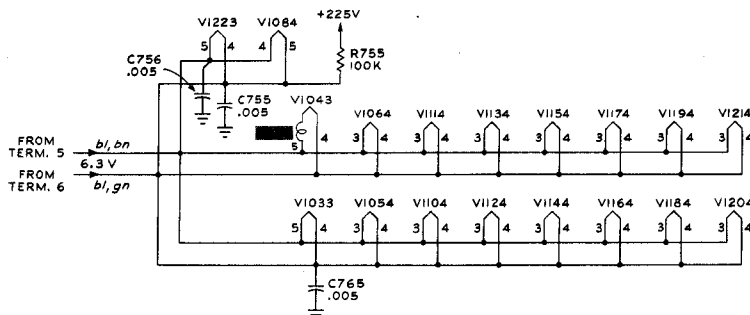 +225V
V1223 V1084
5 4 4 5
R755
100K
C756
.005
C755
.005
V1043
4
5
V1064 V1114 V1134 V1154 V1174 V1194 V1214
3 4 3 4 3 4 3 4 3 4 3 4 3 4
FROM
TERM. 5
bl, bn
6.3 V
FROM
TERM. 6
bl, gn
V1033 V1054 V1104 V1124 V1144 V1164 V1184 V1204
5 4 3 4 3 4 3 4 3 4 3 4 3 4 3 4
C765
.005